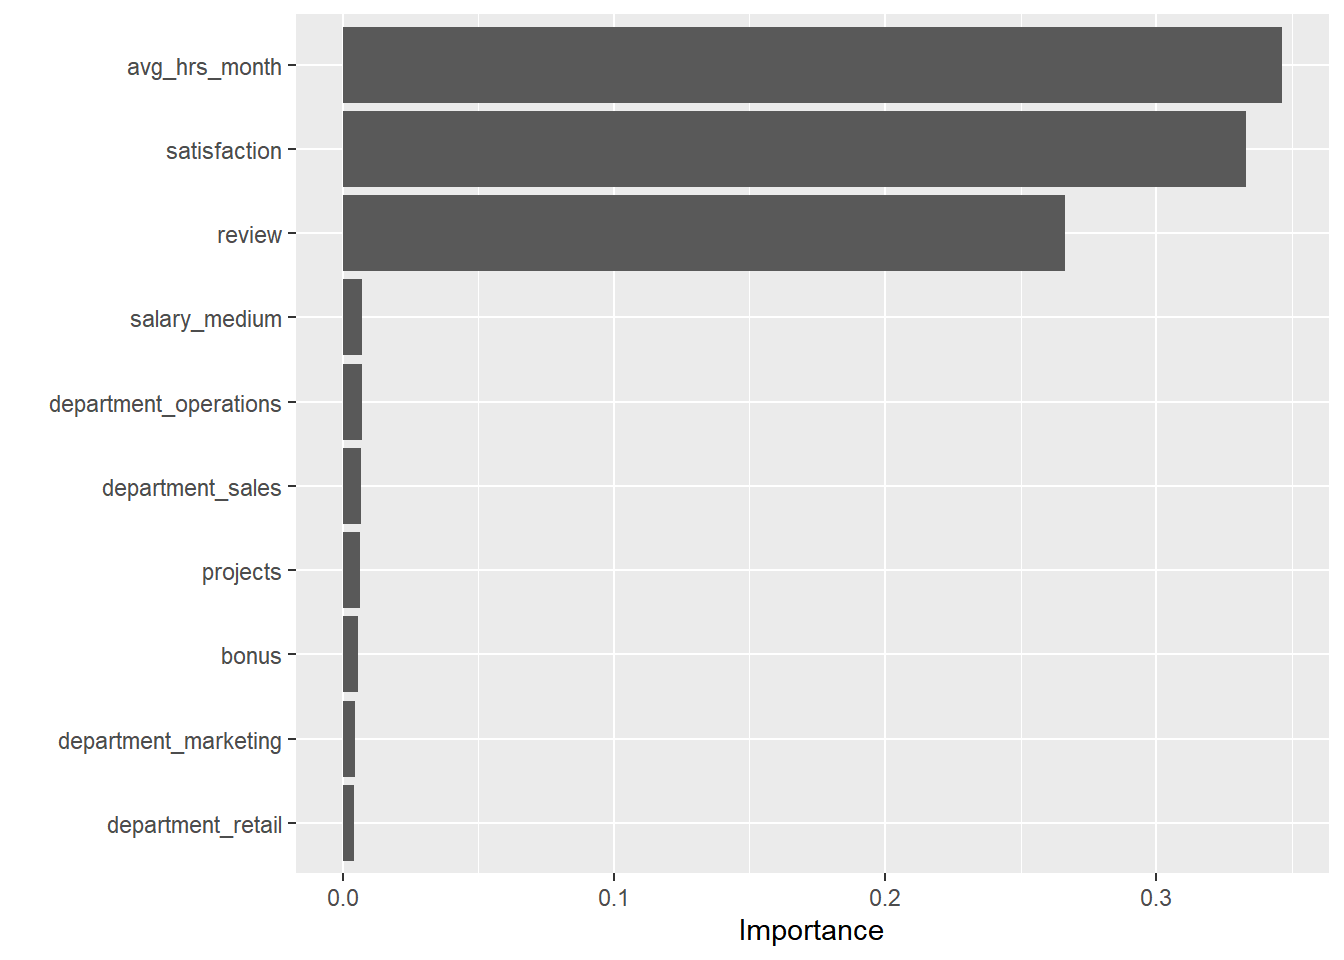 avg_hrs_month
satisfaction
review
salary_medium
department_operations
department_sales
projects
bonus
department_marketing
department_retail
0.0 0.1 0.2 0.3
Importance